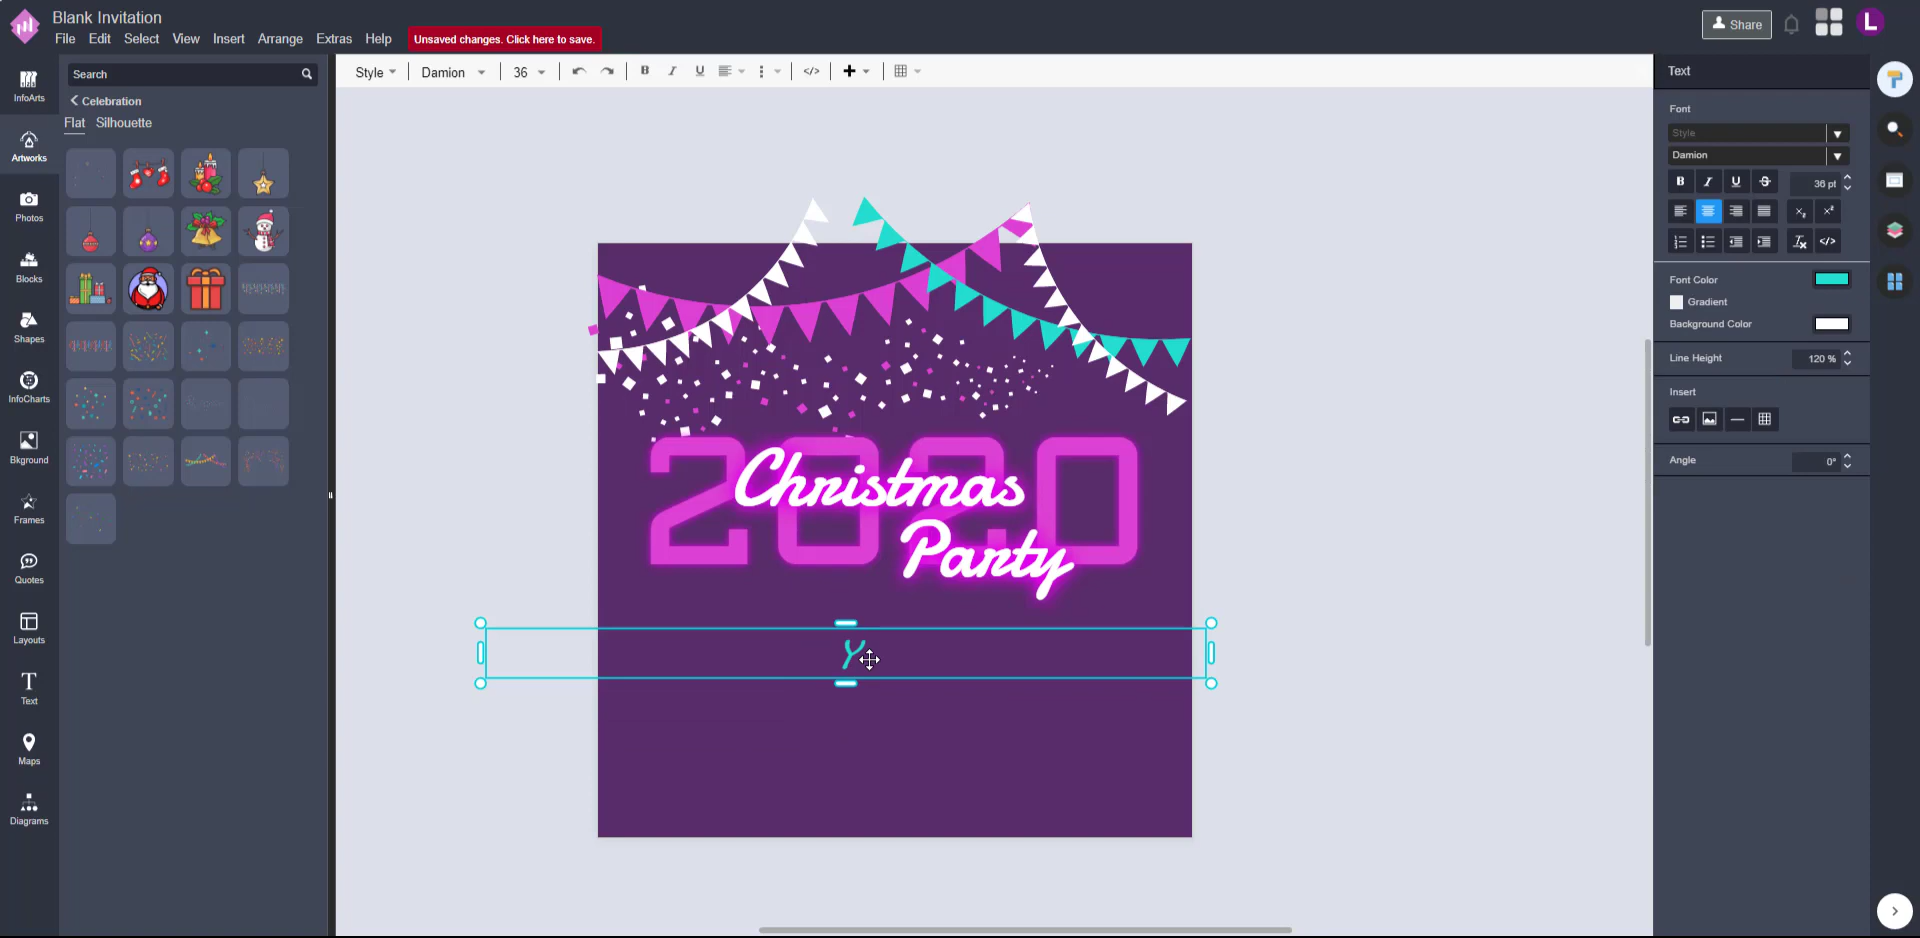 Blank Invitation
File Edit Select View Insert Arrange Extras Help
Unsaved changes. Click here to save.
Share
L
InfoArts
Artworks
Photos
Blocks
Shapes
InfoCharts
Bkground
Frames
Quotes
Layouts
Text
Maps
Diagrams
Search
Celebration
Flat Silhouette
Style Damion 36 B I U </>
2020
Christmas
Party
Y
Text
Font
Style
Damion
B I U S 36 pt
Font Color
Gradient
Background Color
Line Height 120 %
Insert
Angle 0°